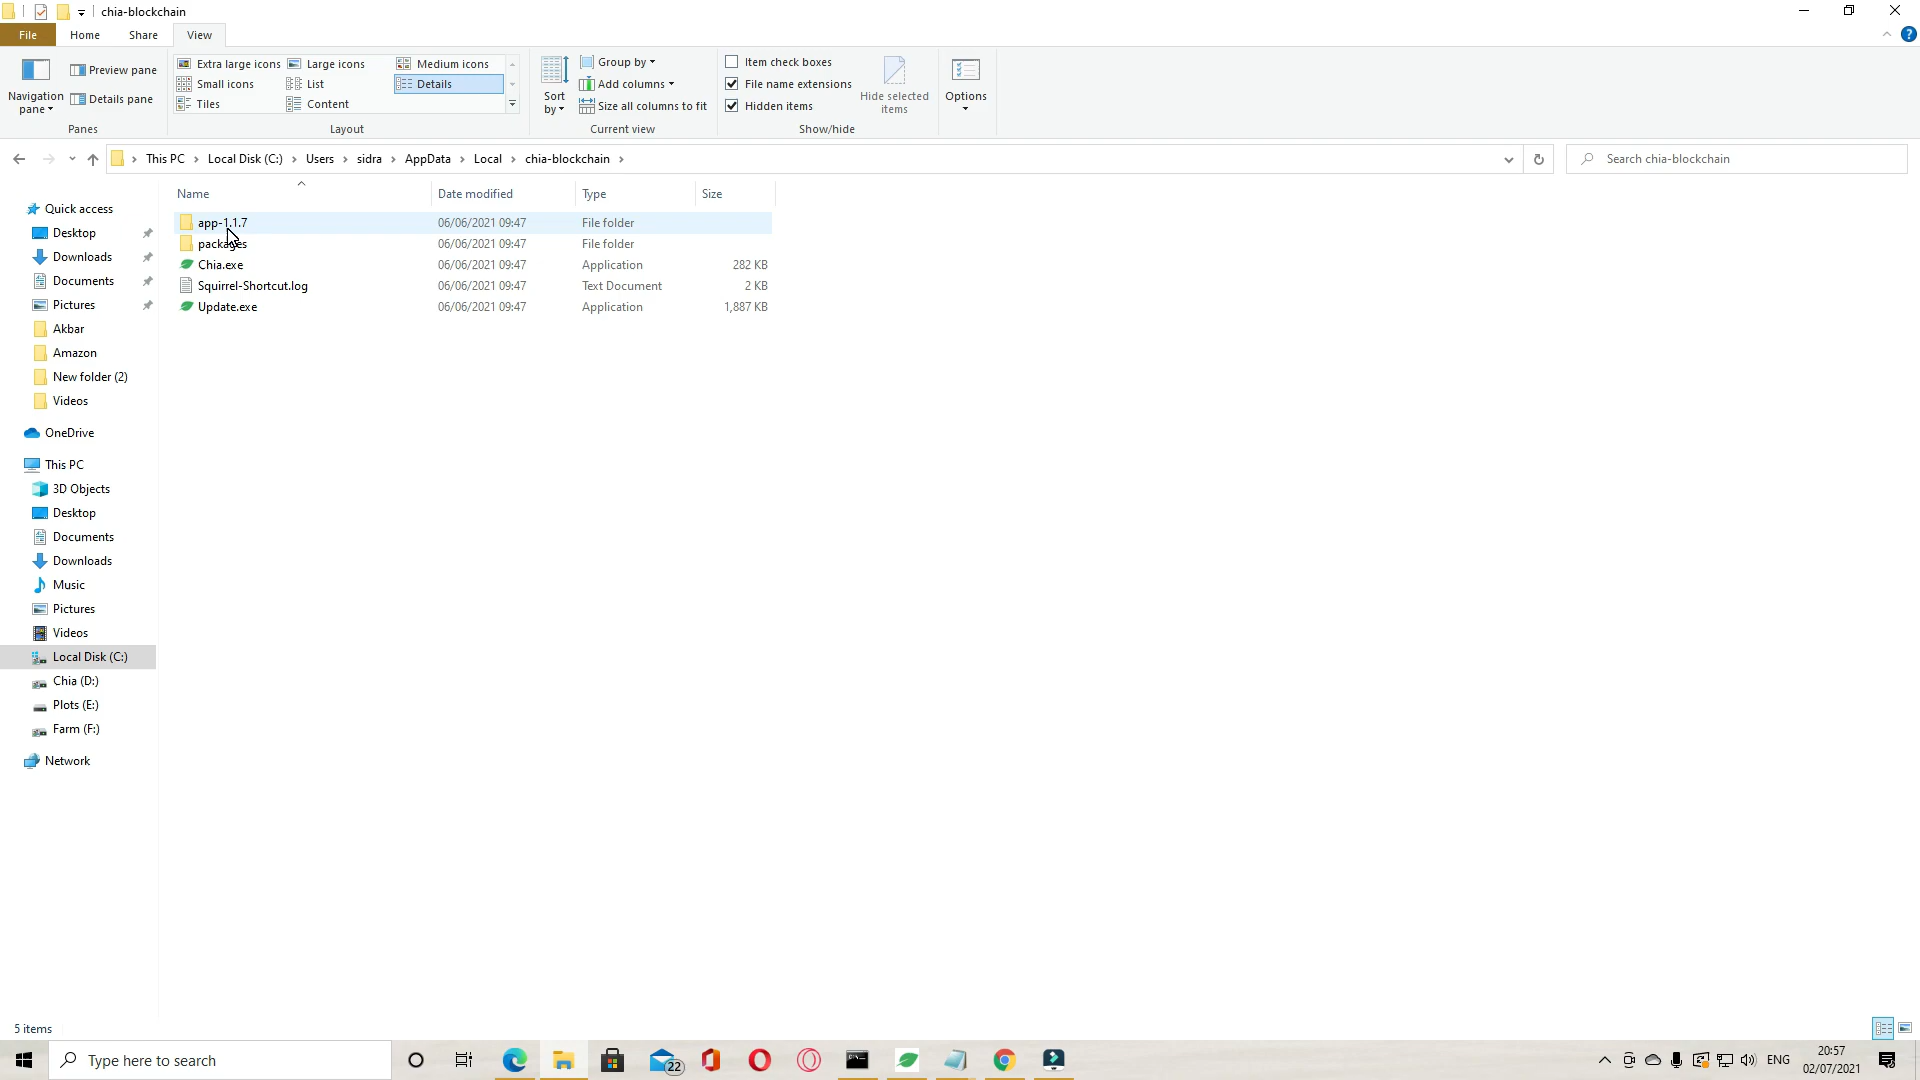 chia-blockchain
File Home Share View
Navigation pane
Preview pane
Details pane
Panes
Extra large icons Large icons Medium icons
Small icons List Details
Tiles Content
Layout
Sort by
Group by
Add columns
Size all columns to fit
Current view
Item check boxes
File name extensions
Hidden items
Hide selected items
Show/hide
Options
This PC Local Disk (C:) Users sidra AppData Local chia-blockchain
Search chia-blockchain
Name Date modified Type Size
app-1.1.7 06/06/2021 09:47 File folder
packages 06/06/2021 09:47 File folder
Chia.exe 06/06/2021 09:47 Application 282 KB
Squirrel-Shortcut.log 06/06/2021 09:47 Text Document 2 KB
Update.exe 06/06/2021 09:47 Application 1,887 KB
Quick access
Desktop
Downloads
Documents
Pictures
Akbar
Amazon
New folder (2)
Videos
OneDrive
This PC
3D Objects
Desktop
Documents
Downloads
Music
Pictures
Videos
Local Disk (C:)
Chia (D:)
Plots (E:)
Farm (F:)
Network
5 items
Type here to search
22
ENG
20:57
02/07/2021